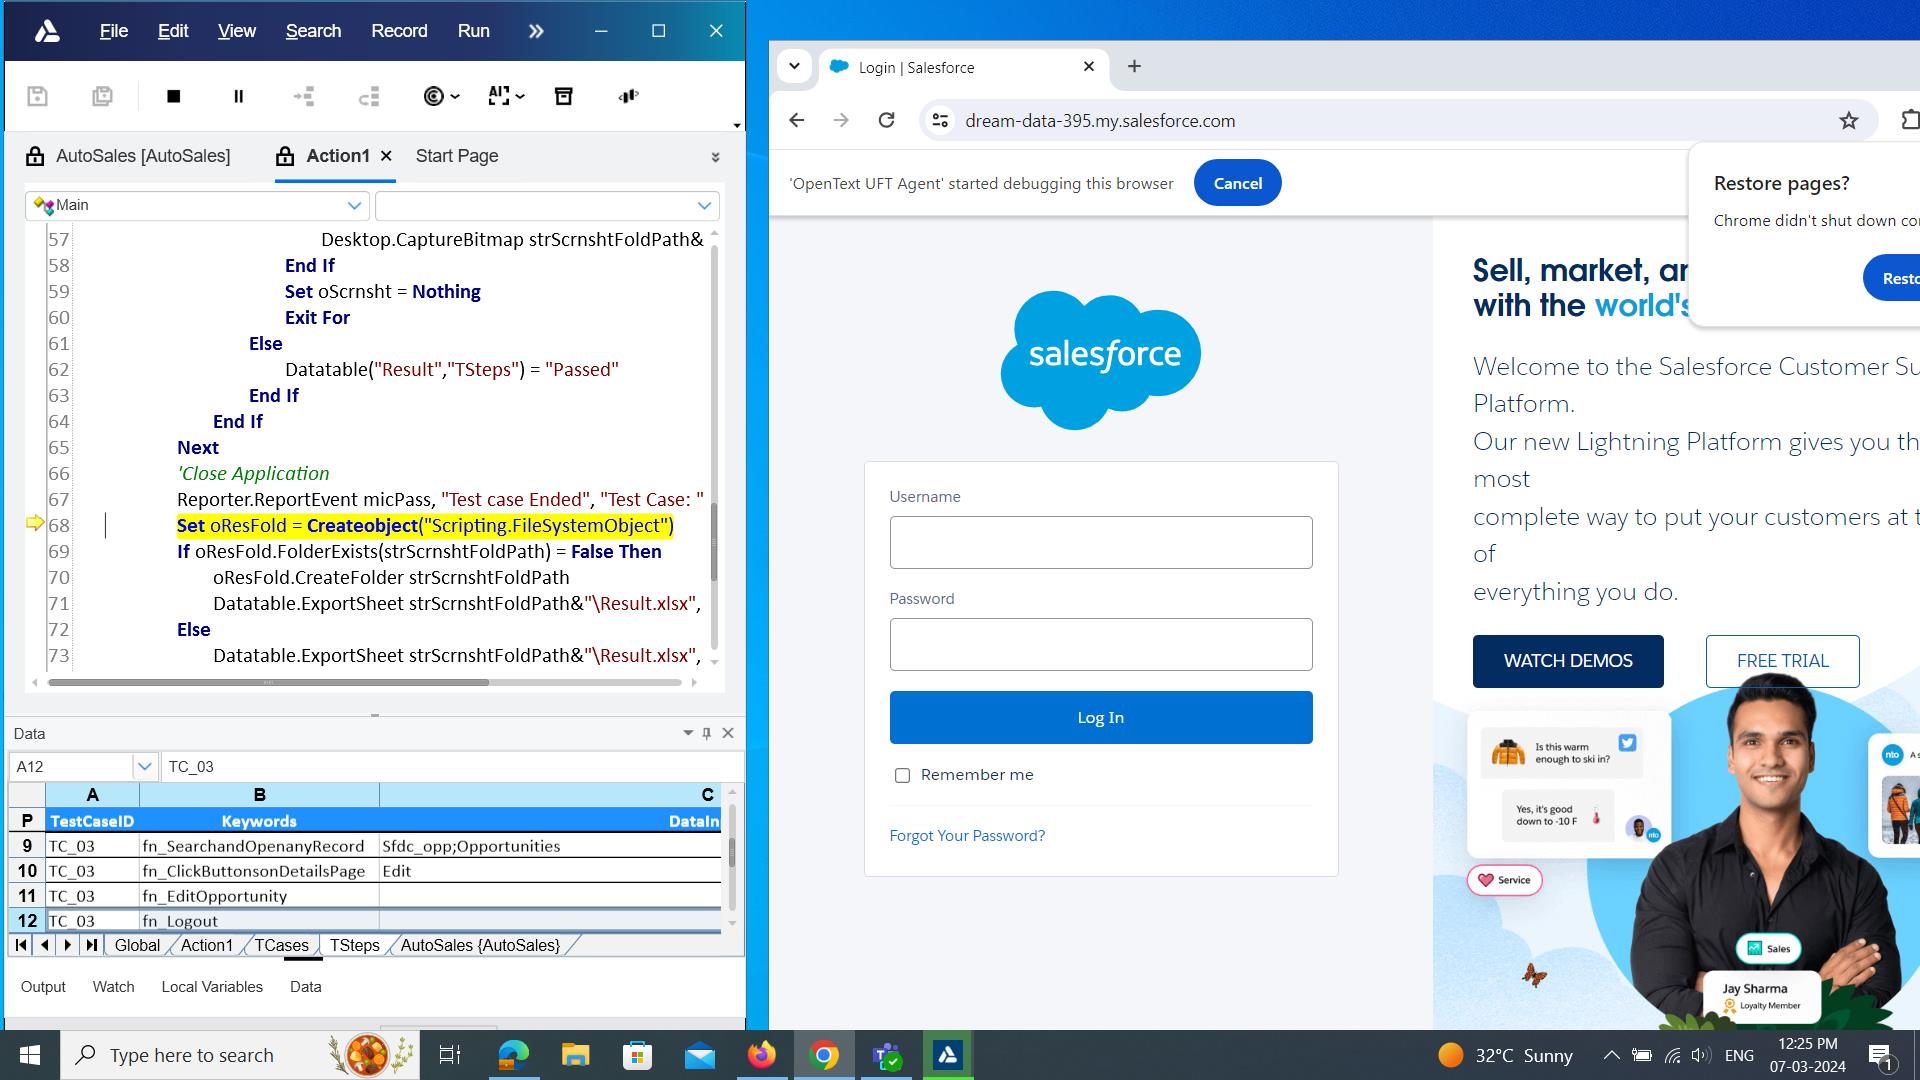 File Edit View Search Record Run
AutoSales [AutoSales] Action1 Start Page
Main
57 Desktop.CaptureBitmap strScrnshtFoldPath&
58 End If
59 Set oScrnsht = Nothing
60 Exit For
61 Else
62 Datatable("Result","TSteps") = "Passed"
63 End If
64 End If
65 Next
66 'Close Application
67 Reporter.ReportEvent micPass, "Test case Ended", "Test Case: "
68 Set oResFold = Createobject("Scripting.FileSystemObject")
69 If oResFold.FolderExists(strScrnshtFoldPath) = False Then
70 oResFold.CreateFolder strScrnshtFoldPath
71 Datatable.ExportSheet strScrnshtFoldPath&"\Result.xlsx",
72 Else
73 Datatable.ExportSheet strScrnshtFoldPath&"\Result.xlsx",
Data
A12 TC_03
A B C
P TestCaseID Keywords DataIn
9 TC_03 fn_SearchandOpenanyRecord Sfdc_opp;Opportunities
10 TC_03 fn_ClickButtonsonDetailsPage Edit
11 TC_03 fn_EditOpportunity
12 TC_03 fn_Logout
Global Action1 TCases TSteps AutoSales {AutoSales}
Output Watch Local Variables Data
Login | Salesforce
dream-data-395.my.salesforce.com
'OpenText UFT Agent' started debugging this browser Cancel
Restore pages?
Chrome didn't shut down co
Resto
salesforce
Username
Password
Log In
Remember me
Forgot Your Password?
Sell, market, ar
with the world's
Welcome to the Salesforce Customer Su
Platform.
Our new Lightning Platform gives you th
most
complete way to put your customers at t
of
everything you do.
WATCH DEMOS FREE TRIAL
Is this warm
enough to ski in?
Yes, it's good
down to -10 F
nto
Service
nto A s
Sales
Jay Sharma
Loyalty Member
Type here to search
32°C Sunny
ENG
12:25 PM
07-03-2024
1